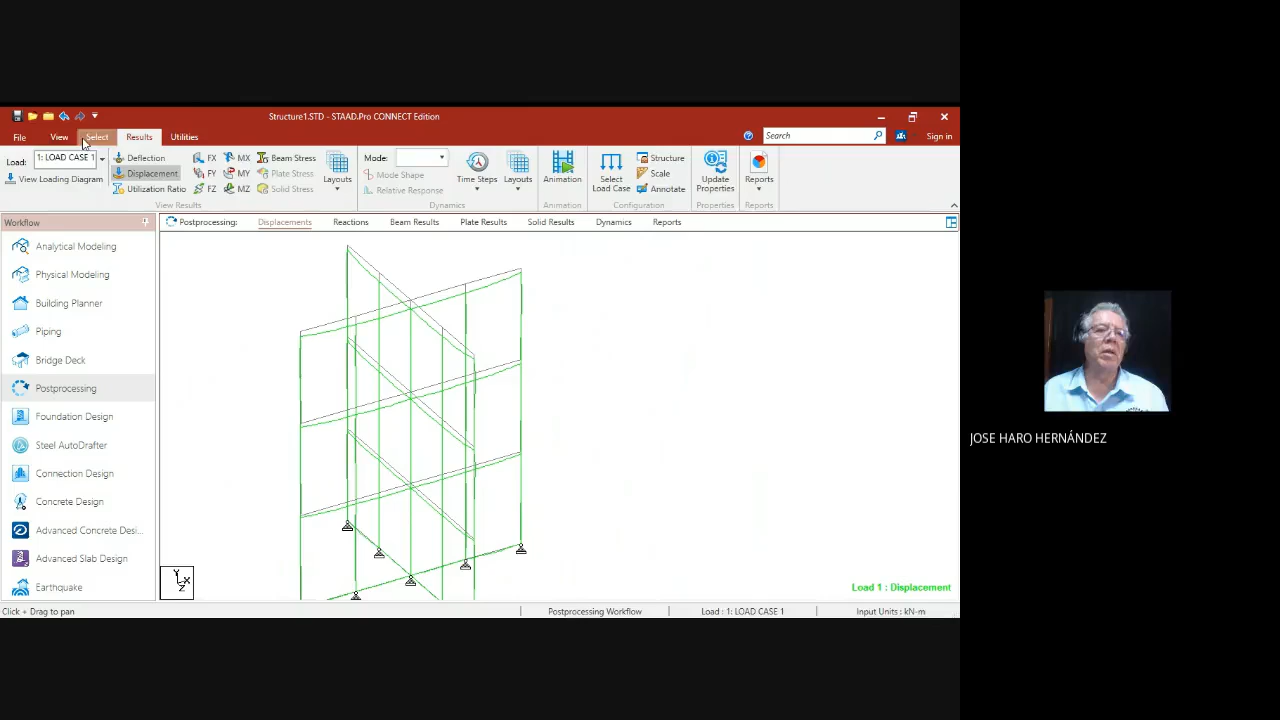 Structure1.STD - STAAD.Pro CONNECT Edition
File View Select Results Utilities Search Sign in
Load: 1: LOAD CASE 1
View Loading Diagram
Deflection
Displacement
Utilization Ratio
FX MX
FY MY
FZ MZ
Beam Stress
Plate Stress
Solid Stress
Layouts
View Results
Mode:
Mode Shape
Relative Response
Time Steps
Layouts
Dynamics
Animation
Animation
Select Load Case
Structure
Scale
Annotate
Configuration
Update Properties
Properties
Reports
Reports
Workflow
Postprocessing: Displacements Reactions Beam Results Plate Results Solid Results Dynamics Reports
Analytical Modeling
Physical Modeling
Building Planner
Piping
Bridge Deck
Postprocessing
Foundation Design
Steel AutoDrafter
Connection Design
Concrete Design
Advanced Concrete Desi...
Advanced Slab Design
Earthquake
Y
X
Z
Load 1 : Displacement
Click + Drag to pan
Postprocessing Workflow
Load : 1: LOAD CASE 1
Input Units : kN-m
JOSE HARO HERNÁNDEZ